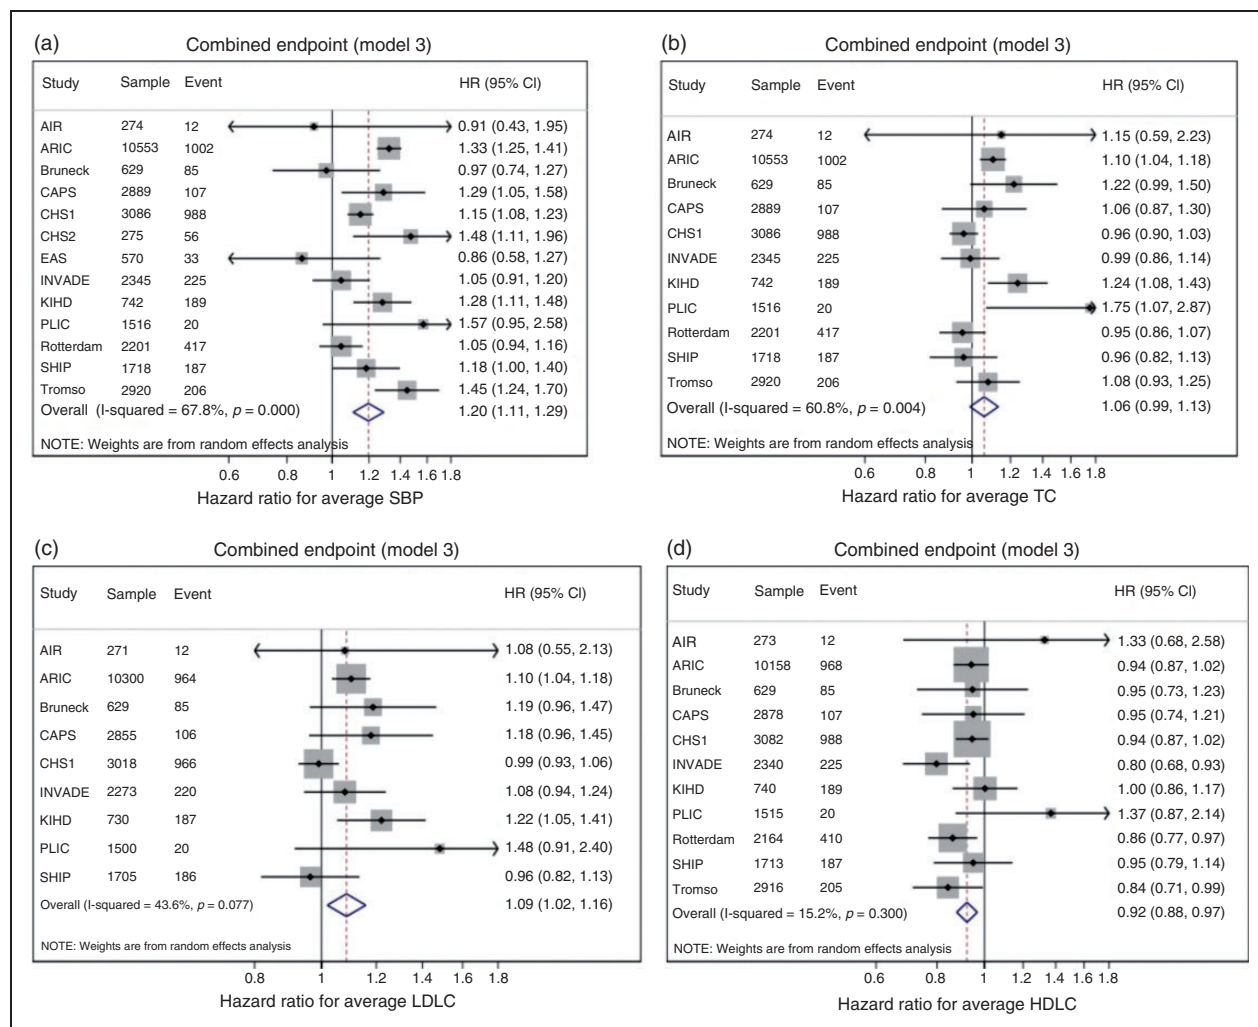 (a)
Combined endpoint (model 3)
Study Sample Event HR (95% CI)
AIR 274 12 0.91 (0.43, 1.95)
ARIC 10553 1002 1.33 (1.25, 1.41)
Bruneck 629 85 0.97 (0.74, 1.27)
CAPS 2889 107 1.29 (1.05, 1.58)
CHS1 3086 988 1.15 (1.08, 1.23)
CHS2 275 56 1.48 (1.11, 1.96)
EAS 570 33 0.86 (0.58, 1.27)
INVADE 2345 225 1.05 (0.91, 1.20)
KIHD 742 189 1.28 (1.11, 1.48)
PLIC 1516 20 1.57 (0.95, 2.58)
Rotterdam 2201 417 1.05 (0.94, 1.16)
SHIP 1718 187 1.18 (1.00, 1.40)
Tromso 2920 206 1.45 (1.24, 1.70)
Overall (I-squared = 67.8%, p = 0.000) 1.20 (1.11, 1.29)
NOTE: Weights are from random effects analysis
0.6 0.8 1 1.2 1.4 1.6 1.8
Hazard ratio for average SBP
(b)
Combined endpoint (model 3)
Study Sample Event HR (95% CI)
AIR 274 12 1.15 (0.59, 2.23)
ARIC 10553 1002 1.10 (1.04, 1.18)
Bruneck 629 85 1.22 (0.99, 1.50)
CAPS 2889 107 1.06 (0.87, 1.30)
CHS1 3086 988 0.96 (0.90, 1.03)
INVADE 2345 225 0.99 (0.86, 1.14)
KIHD 742 189 1.24 (1.08, 1.43)
PLIC 1516 20 1.75 (1.07, 2.87)
Rotterdam 2201 417 0.95 (0.86, 1.07)
SHIP 1718 187 0.96 (0.82, 1.13)
Tromso 2920 206 1.08 (0.93, 1.25)
Overall (I-squared = 60.8%, p = 0.004) 1.06 (0.99, 1.13)
NOTE: Weights are from random effects analysis
0.6 0.8 1 1.2 1.4 1.6 1.8
Hazard ratio for average TC
(c)
Combined endpoint (model 3)
Study Sample Event HR (95% CI)
AIR 271 12 1.08 (0.55, 2.13)
ARIC 10300 964 1.10 (1.04, 1.18)
Bruneck 629 85 1.19 (0.96, 1.47)
CAPS 2855 106 1.18 (0.96, 1.45)
CHS1 3018 966 0.99 (0.93, 1.06)
INVADE 2273 220 1.08 (0.94, 1.24)
KIHD 730 187 1.22 (1.05, 1.41)
PLIC 1500 20 1.48 (0.91, 2.40)
SHIP 1705 186 0.96 (0.82, 1.13)
Overall (I-squared = 43.6%, p = 0.077) 1.09 (1.02, 1.16)
NOTE: Weights are from random effects analysis
0.8 1 1.2 1.4 1.6 1.8
Hazard ratio for average LDLC
(d)
Combined endpoint (model 3)
Study Sample Event HR (95% CI)
AIR 273 12 1.33 (0.68, 2.58)
ARIC 10158 968 0.94 (0.87, 1.02)
Bruneck 629 85 0.95 (0.73, 1.23)
CAPS 2878 107 0.95 (0.74, 1.21)
CHS1 3082 988 0.94 (0.87, 1.02)
INVADE 2340 225 0.80 (0.68, 0.93)
KIHD 740 189 1.00 (0.86, 1.17)
PLIC 1515 20 1.37 (0.87, 2.14)
Rotterdam 2164 410 0.86 (0.77, 0.97)
SHIP 1713 187 0.95 (0.79, 1.14)
Tromso 2916 205 0.84 (0.71, 0.99)
Overall (I-squared = 15.2%, p = 0.300) 0.92 (0.88, 0.97)
NOTE: Weights are from random effects analysis
0.6 0.8 1 1.2 1.4 1.6 1.8
Hazard ratio for average HDLC